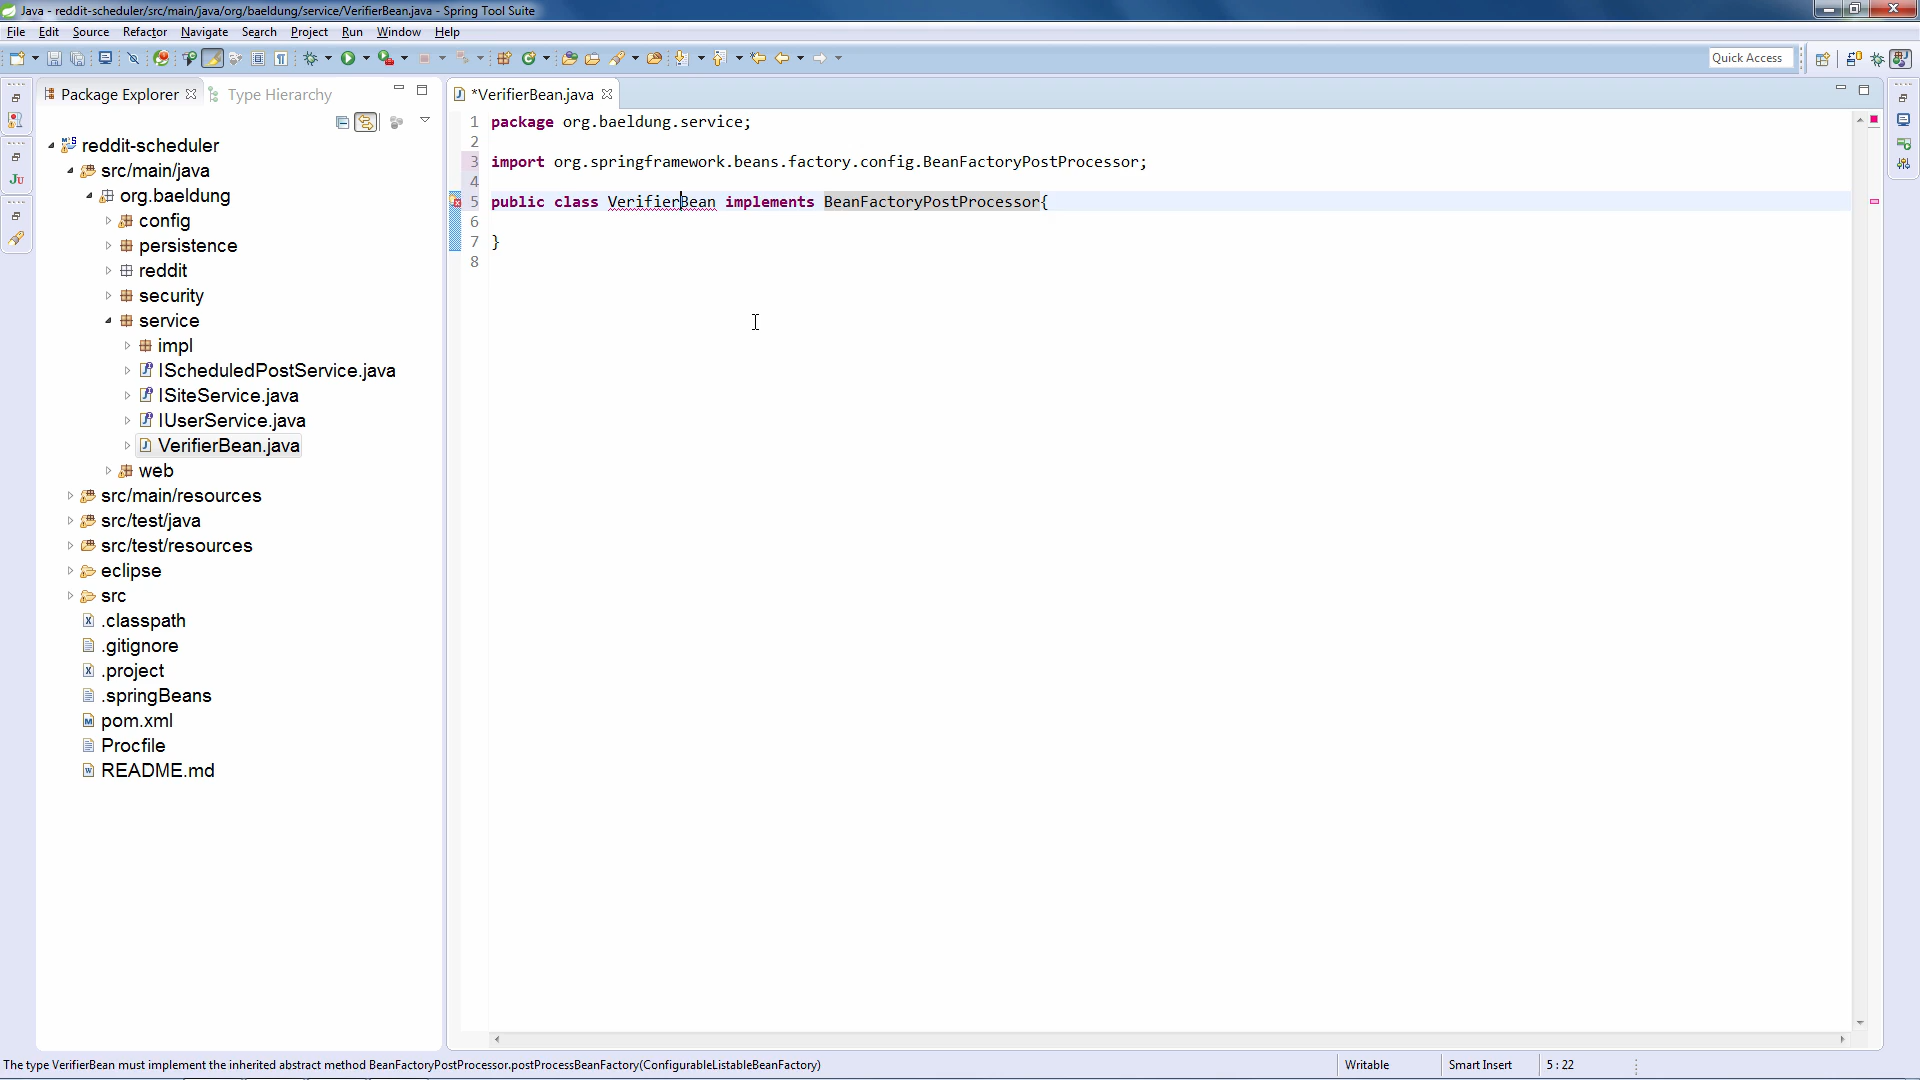 Java - reddit-scheduler/src/main/java/org/baeldung/service/VerifierBean.java - Spring Tool Suite
File Edit Source Refactor Navigate Search Project Run Window Help
Quick Access
Package Explorer Type Hierarchy
*VerifierBean.java
reddit-scheduler
src/main/java
org.baeldung
config
persistence
reddit
security
service
impl
IScheduledPostService.java
ISiteService.java
IUserService.java
VerifierBean.java
web
src/main/resources
src/test/java
src/test/resources
eclipse
src
.classpath
.gitignore
.project
.springBeans
pom.xml
Procfile
README.md
1 package org.baeldung.service;
2
3 import org.springframework.beans.factory.config.BeanFactoryPostProcessor;
4
5 public class VerifierBean implements BeanFactoryPostProcessor{
6
7 }
8
The type VerifierBean must implement the inherited abstract method BeanFactoryPostProcessor.postProcessBeanFactory(ConfigurableListableBeanFactory)
Writable Smart Insert 5 : 22